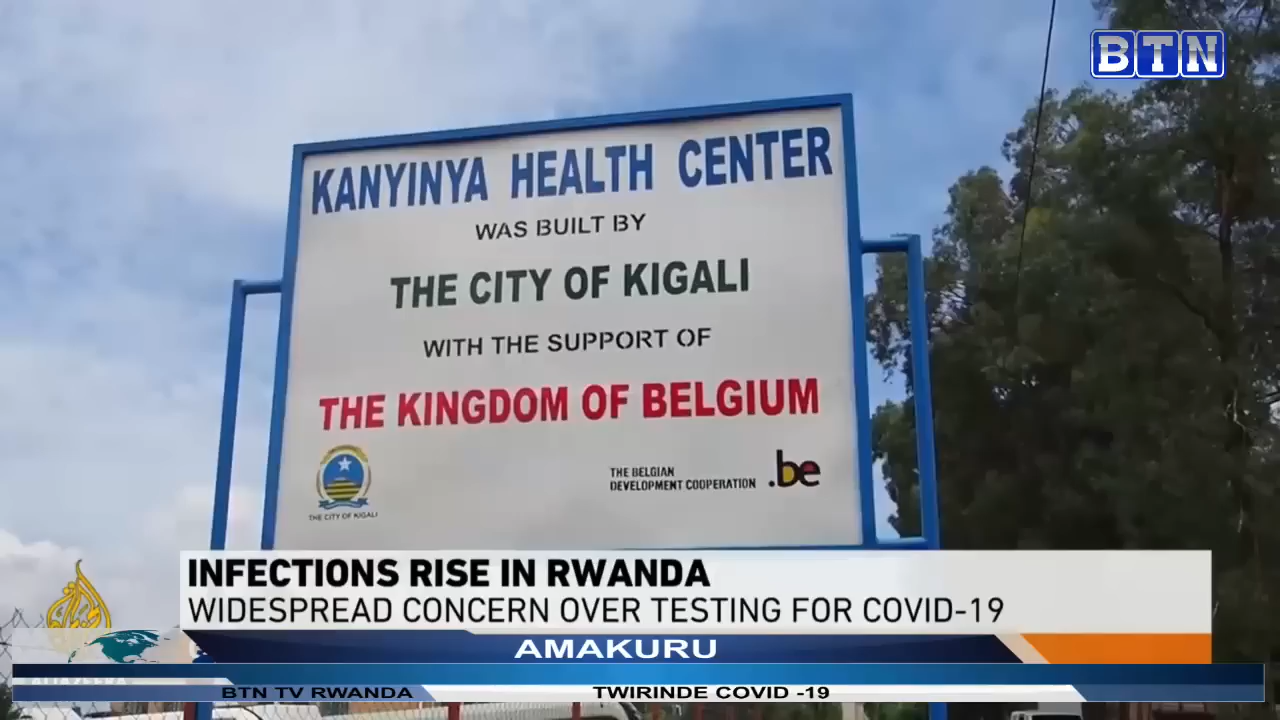 BTN
KANYINYA HEALTH CENTER
WAS BUILT BY
THE CITY OF KIGALI
WITH THE SUPPORT OF
THE KINGDOM OF BELGIUM
THE BELGIAN
DEVELOPMENT COOPERATION
.be
THE CITY OF KIGALI
INFECTIONS RISE IN RWANDA
WIDESPREAD CONCERN OVER TESTING FOR COVID-19
AMAKURU
ALJAZEERA
BTN TV RWANDA
TWIRINDE COVID -19